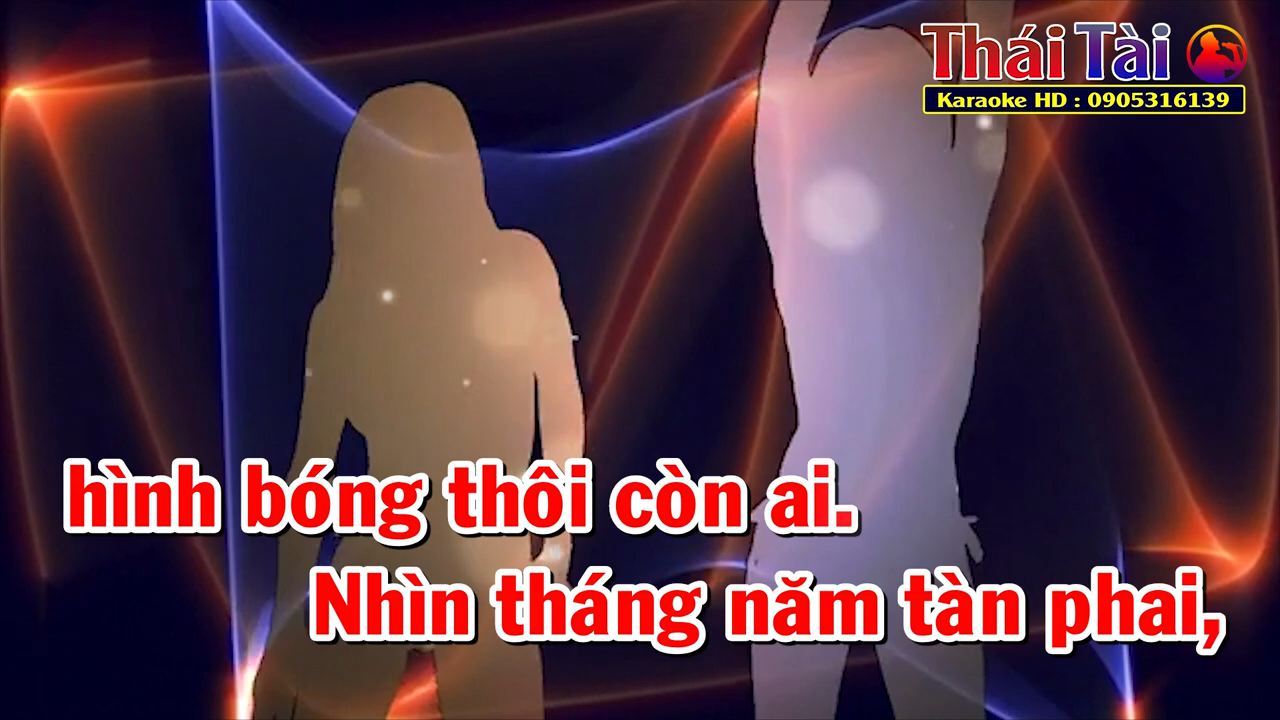 Thái Tài
Karaoke HD : 0905316139
hình bóng thôi còn ai.
Nhìn tháng năm tàn phai,